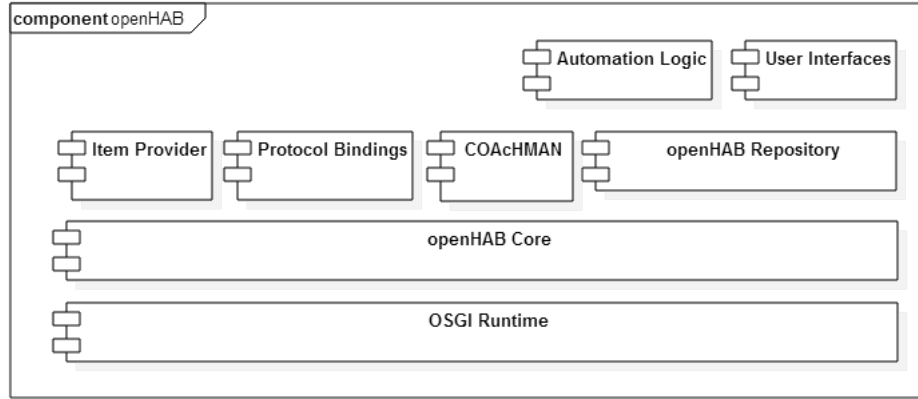 component openHAB
Automation Logic
User Interfaces
Item Provider
Protocol Bindings
COAcHMAN
openHAB Repository
openHAB Core
OSGI Runtime